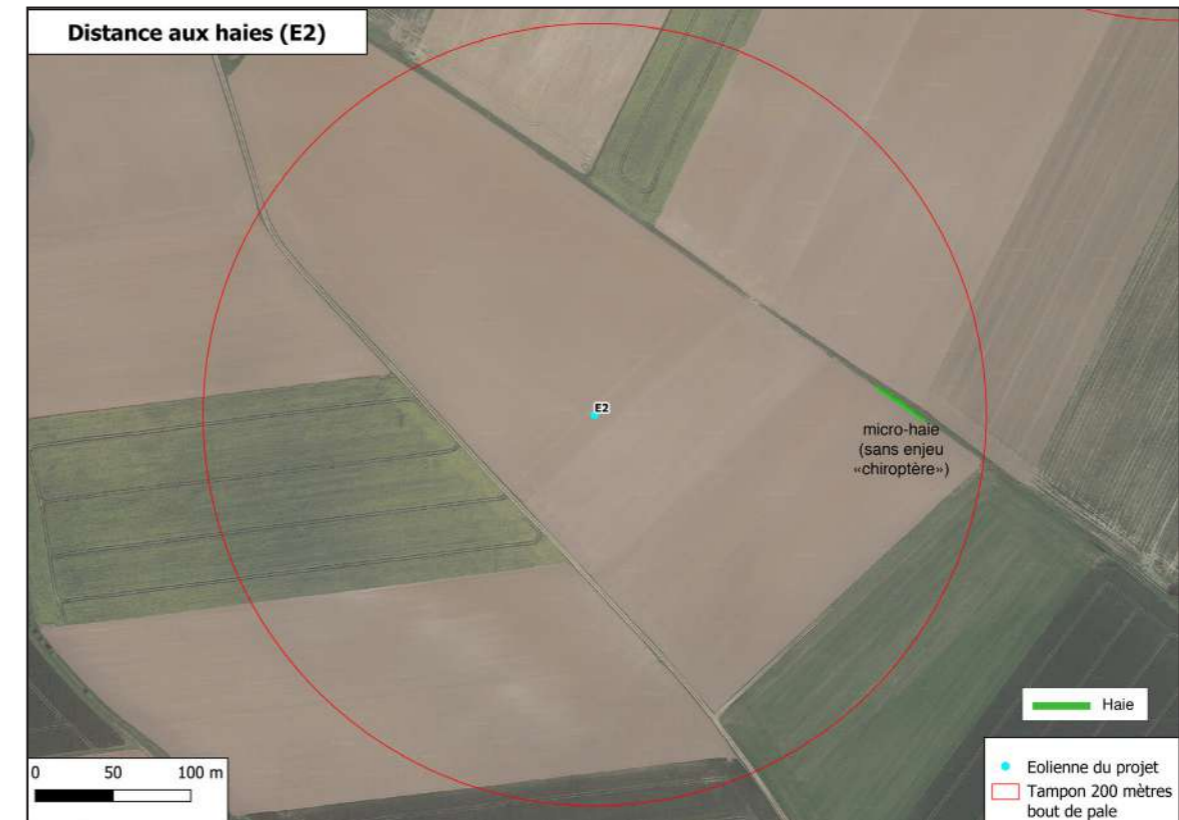 Distance aux haies (E2)
E2
micro-haie
(sans enjeu
«chiroptère»)
Haie
0 50 100 m
Eolienne du projet
Tampon 200 mètres
bout de pale